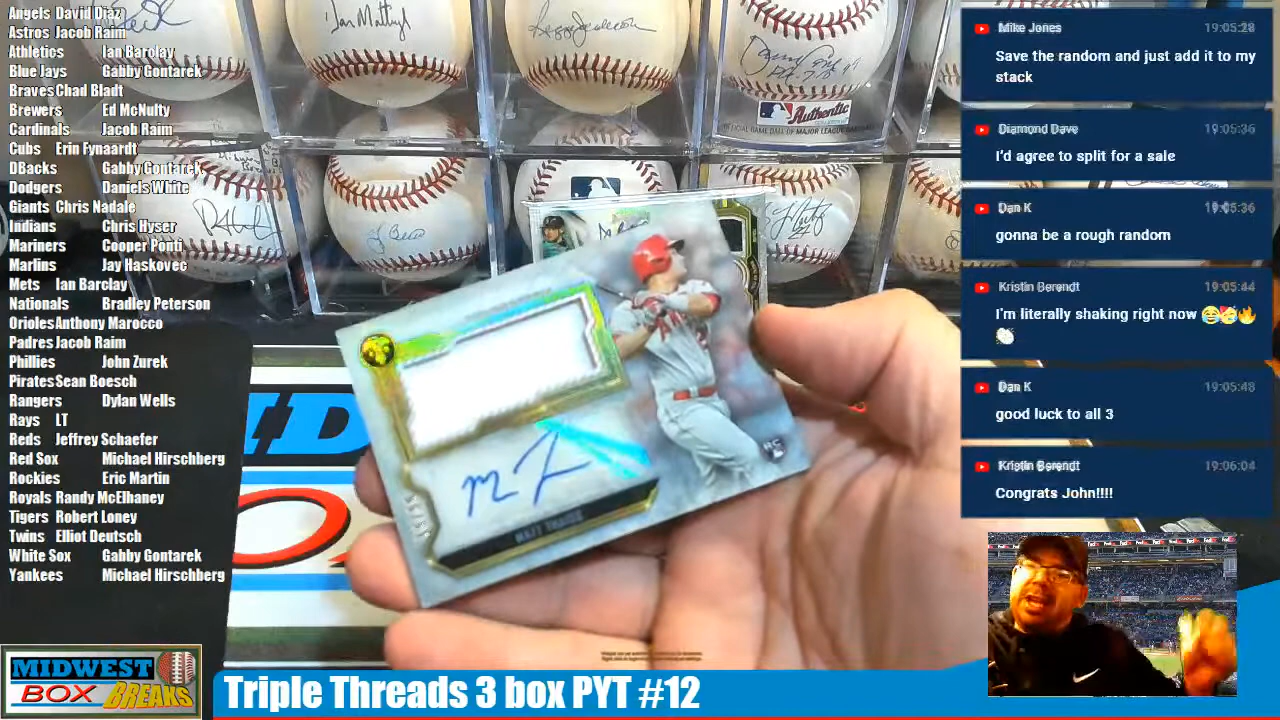 Angels David Diaz
Astros Jacob Raim
Athletics Ian Barclay
Blue Jays Gabby Gontarek
Braves Chad Bladt
Brewers Ed McNulty
Cardinals Jacob Raim
Cubs Erin Fynaardt
DBacks Gabby Gontarek
Dodgers Daniels White
Giants Chris Nadale
Indians Chris Hyser
Mariners Cooper Ponti
Marlins Jay Haskovec
Mets Ian Barclay
Nationals Bradley Peterson
Orioles Anthony Marocco
Padres Jacob Raim
Phillies John Zurek
Pirates Sean Boesch
Rangers Dylan Wells
Rays LT
Reds Jeffrey Schaefer
Red Sox Michael Hirschberg
Rockies Eric Martin
Royals Randy McElhaney
Tigers Robert Loney
Twins Elliot Deutsch
White Sox Gabby Gontarek
Yankees Michael Hirschberg
MIDWEST
BOX BREAKS
Triple Threads 3 box PYT #12
Authentic
MATT THAISS
RC
Mike Jones 19:05:28
Save the random and just add it to my
stack
Diamond Dave 19:05:36
I'd agree to split for a sale
Dan K 19:05:36
gonna be a rough random
Kristin Berendt 19:05:44
I'm literally shaking right now 😂🥳🔥
👏
Dan K 19:05:48
good luck to all 3
Kristin Berendt 19:06:04
Congrats John!!!!